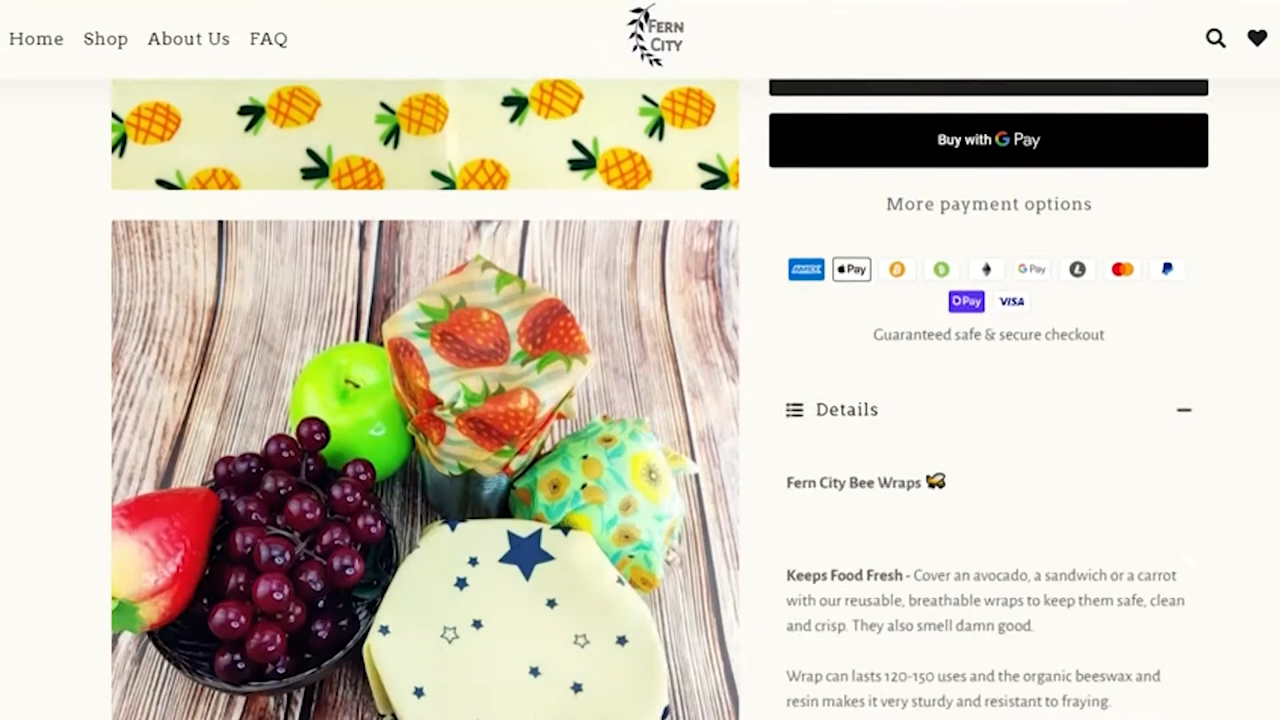 Home Shop About Us FAQ
FERN
CITY
Buy with G Pay
More payment options
AMEX Pay G Pay
Pay VISA
Guaranteed safe & secure checkout
Details
Fern City Bee Wraps
Keeps Food Fresh - Cover an avocado, a sandwich or a carrot
with our reusable, breathable wraps to keep them safe, clean
and crisp. They also smell damn good.
Wrap can lasts 120-150 uses and the organic beeswax and
resin makes it very sturdy and resistant to fraying.